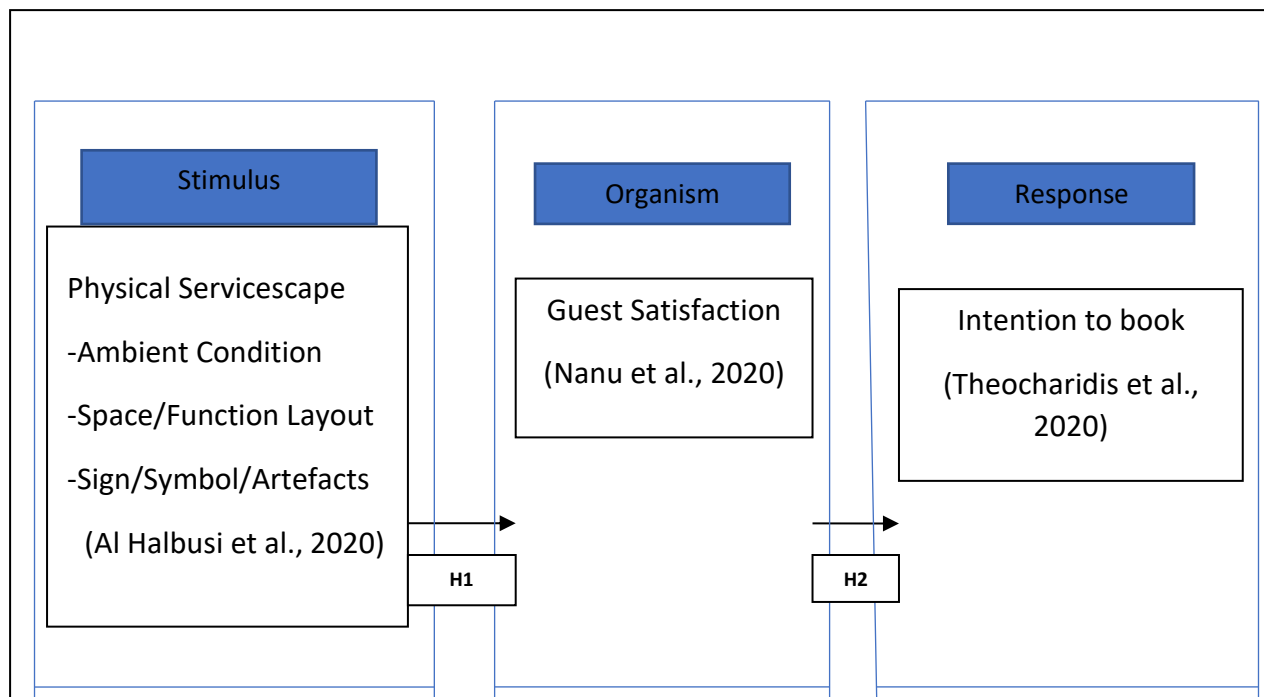 Stimulus
Physical Servicescape
-Ambient Condition
-Space/Function Layout
-Sign/Symbol/Artefacts
(Al Halbusi et al., 2020)
H1
Organism
Guest Satisfaction
(Nanu et al., 2020)
H2
Response
Intention to book
(Theocharidis et al.,
2020)